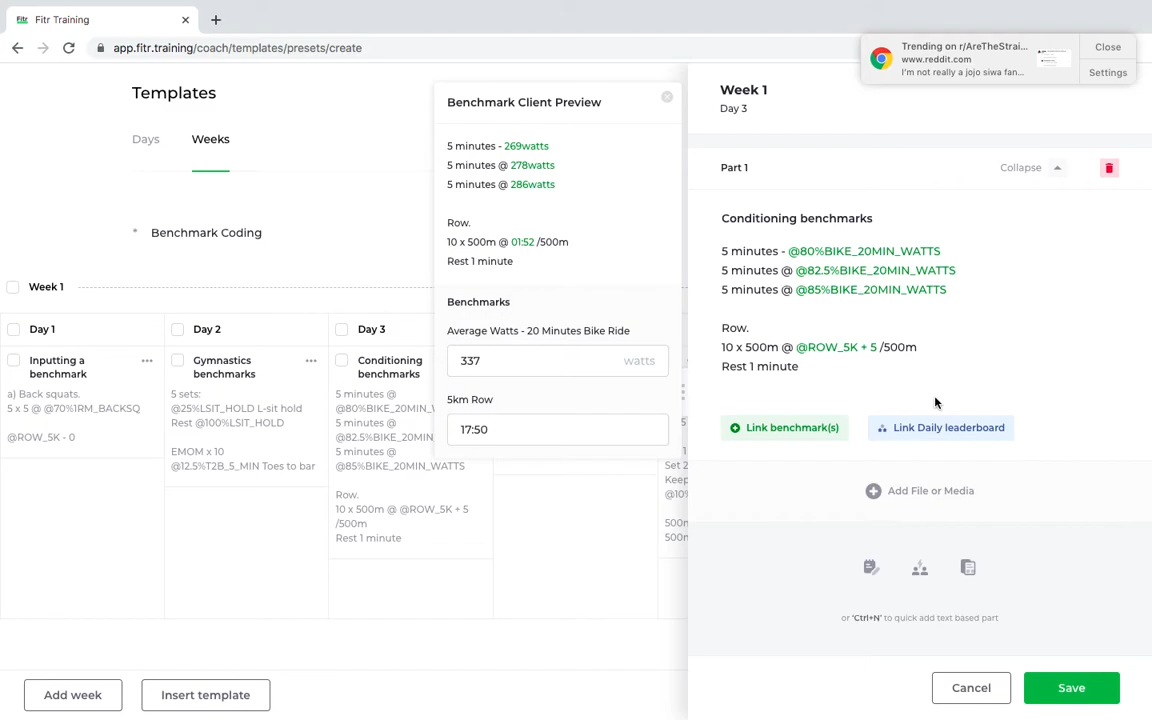 Fitr Training
app.fitr.training/coach/templates/presets/create
Trending on r/AreTheStrai...
www.reddit.com
I'm not really a jojo siwa fan...
Close
Settings
Templates
Days
Weeks
* Benchmark Coding
Week 1
Day 1
Inputting a
benchmark
a) Back squats.
5 x 5 @ @70%1RM_BACKSQ
@ROW_5K - 0
Day 2
Gymnastics
benchmarks
5 sets:
@25%LSIT_HOLD L-sit hold
Rest @100%LSIT_HOLD
EMOM x 10
@12.5%T2B_5_MIN Toes to bar
Day 3
Conditioning
benchmarks
5 minutes @
@80%BIKE_20MIN_W
5 minutes @
@82.5%BIKE_20MIN
5 minutes @
@85%BIKE_20MIN_WATTS
Row.
10 x 500m @ @ROW_5K + 5
/500m
Rest 1 minute
Set 2
Keep
@10%
500m
500m
Add week
Insert template
Benchmark Client Preview
5 minutes - 269watts
5 minutes @ 278watts
5 minutes @ 286watts
Row.
10 x 500m @ 01:52 /500m
Rest 1 minute
Benchmarks
Average Watts - 20 Minutes Bike Ride
337 watts
5km Row
17:50
Week 1
Day 3
Part 1
Collapse
Conditioning benchmarks
5 minutes - @80%BIKE_20MIN_WATTS
5 minutes @ @82.5%BIKE_20MIN_WATTS
5 minutes @ @85%BIKE_20MIN_WATTS
Row.
10 x 500m @ @ROW_5K + 5 /500m
Rest 1 minute
Link benchmark(s)
Link Daily leaderboard
Add File or Media
or 'Ctrl+N' to quick add text based part
Cancel
Save